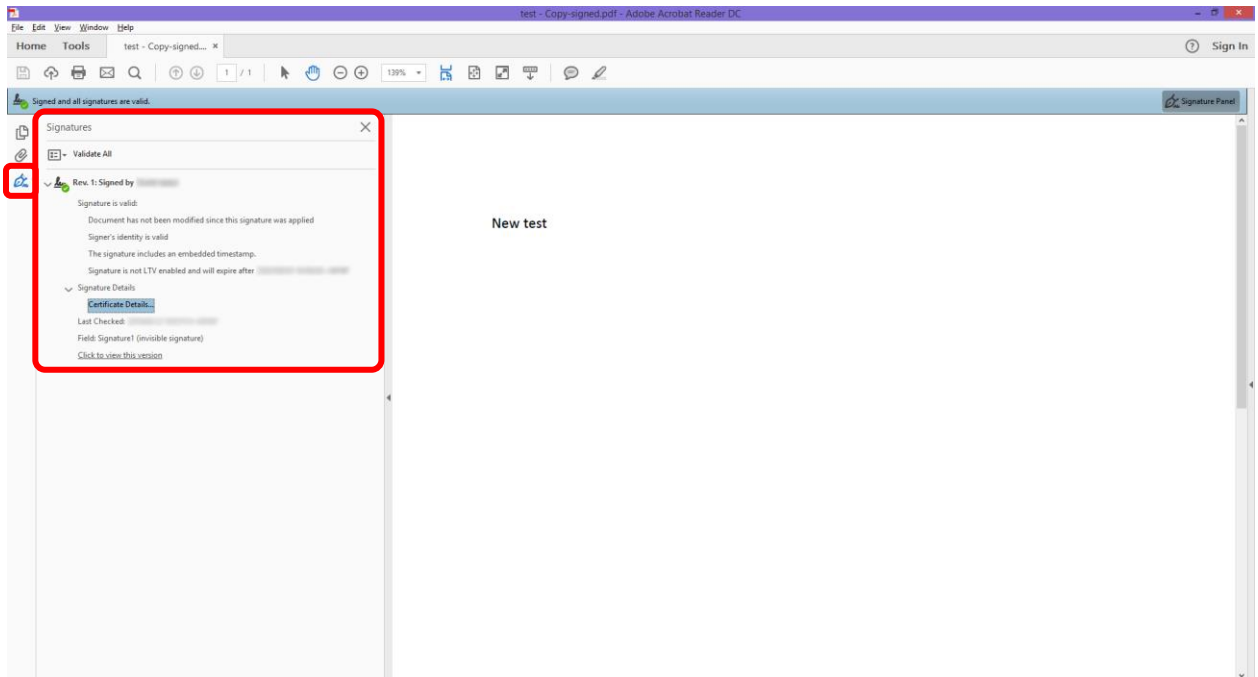 test - Copy-signed.pdf - Adobe Acrobat Reader DC
File Edit View Window Help
Home Tools test - Copy-signed.... × ? Sign In
1 / 1 139%
Signed and all signatures are valid. Signature Panel
Signatures
Validate All
Rev. 1: Signed by
Signature is valid:
Document has not been modified since this signature was applied
Signer's identity is valid
The signature includes an embedded timestamp.
Signature is not LTV enabled and will expire after
Signature Details
Certificate Details...
Last Checked:
Field: Signature1 (invisible signature)
Click to view this version
New test